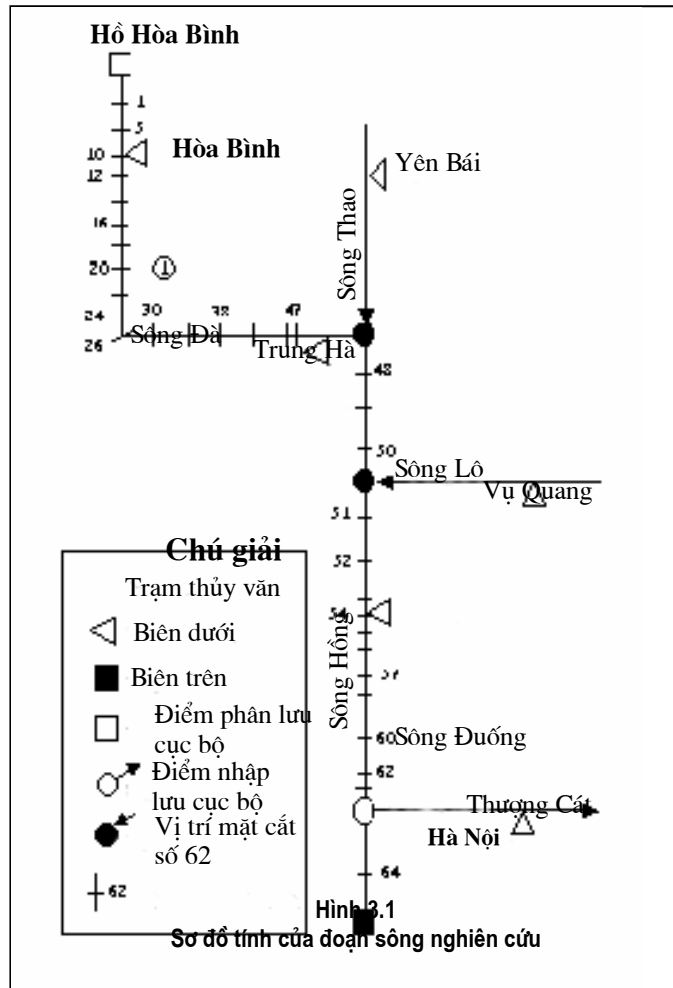 Hồ Hòa Bình
1
5
10
Hòa Bình
12
16
20
1
24
26
30
38
47
Sông Đà
Trung Hà
Yên Bái
Sông Thao
48
50
Sông Lô
Vụ Quang
51
52
54
Sông Hồng
57
60
Sông Đuống
62
Thượng Cát
Hà Nội
64
Chú giải
Trạm thủy văn
Biên dưới
Biên trên
Điểm phân lưu
cục bộ
Điểm nhập
lưu cục bộ
Vị trí mặt cắt
số 62
62
Hình 3.1
Sơ đồ tính của đoạn sông nghiên cứu